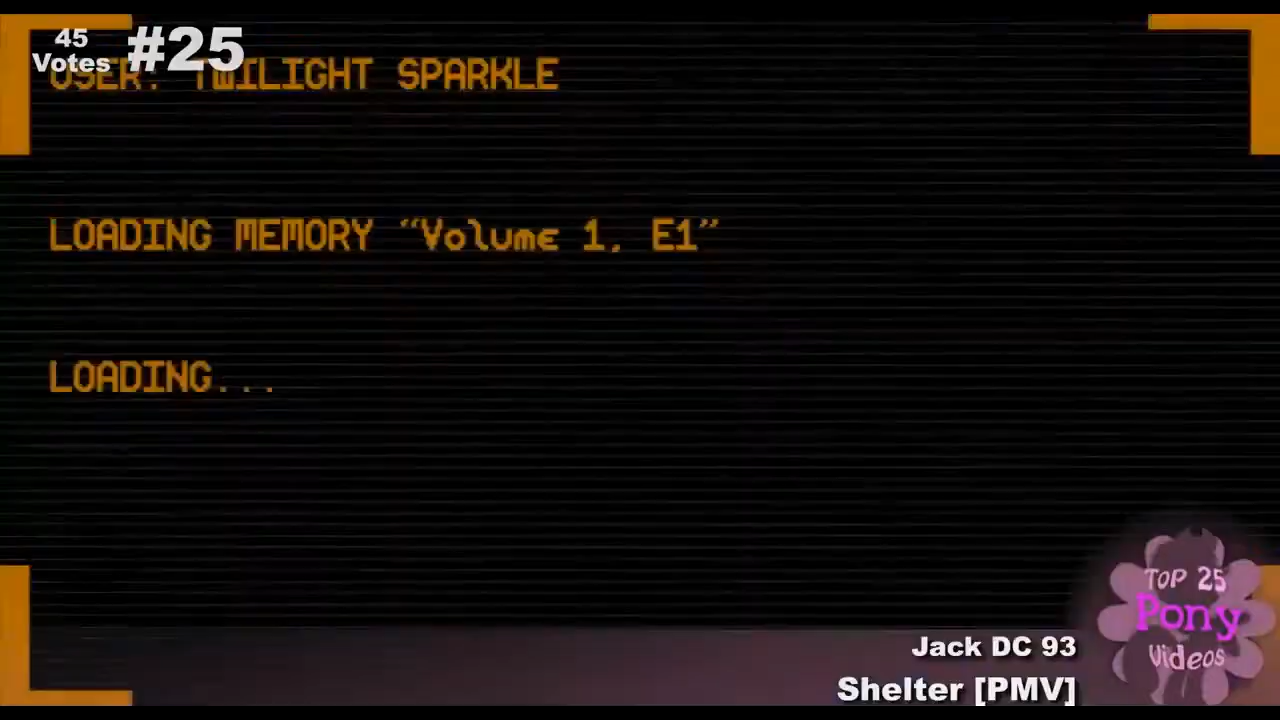 45
Votes
#25
USER: TWILIGHT SPARKLE
LOADING MEMORY “Volume 1, E1”
LOADING...
TOP 25
Pony
Videos
Jack DC 93
Shelter [PMV]